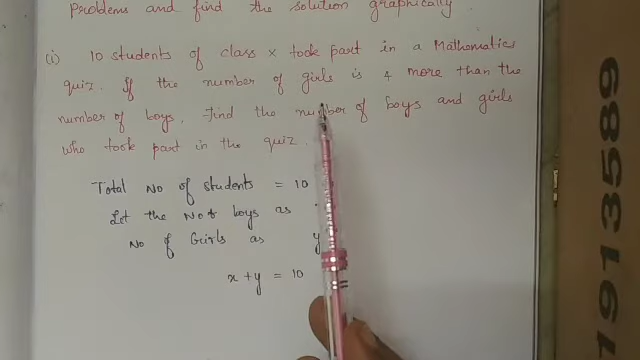 Problems and find the solution graphically.
(i) 10 students of class x took part in a Mathematics
quiz. If the number of girls is 4 more than the
number of boys, Find the number of boys and girls
who took part in the quiz.
Total No of students = 10
Let the No of boys as
No of Girls as y
x + y = 10
1913589